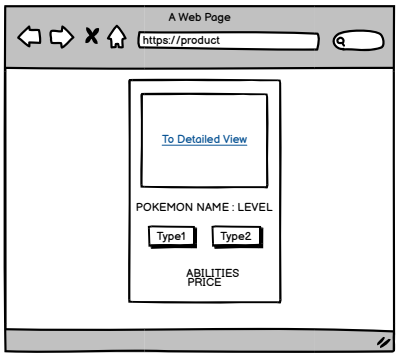 A Web Page
https://product
To Detailed View
POKEMON NAME : LEVEL
Type1 Type2
ABILITIES
PRICE